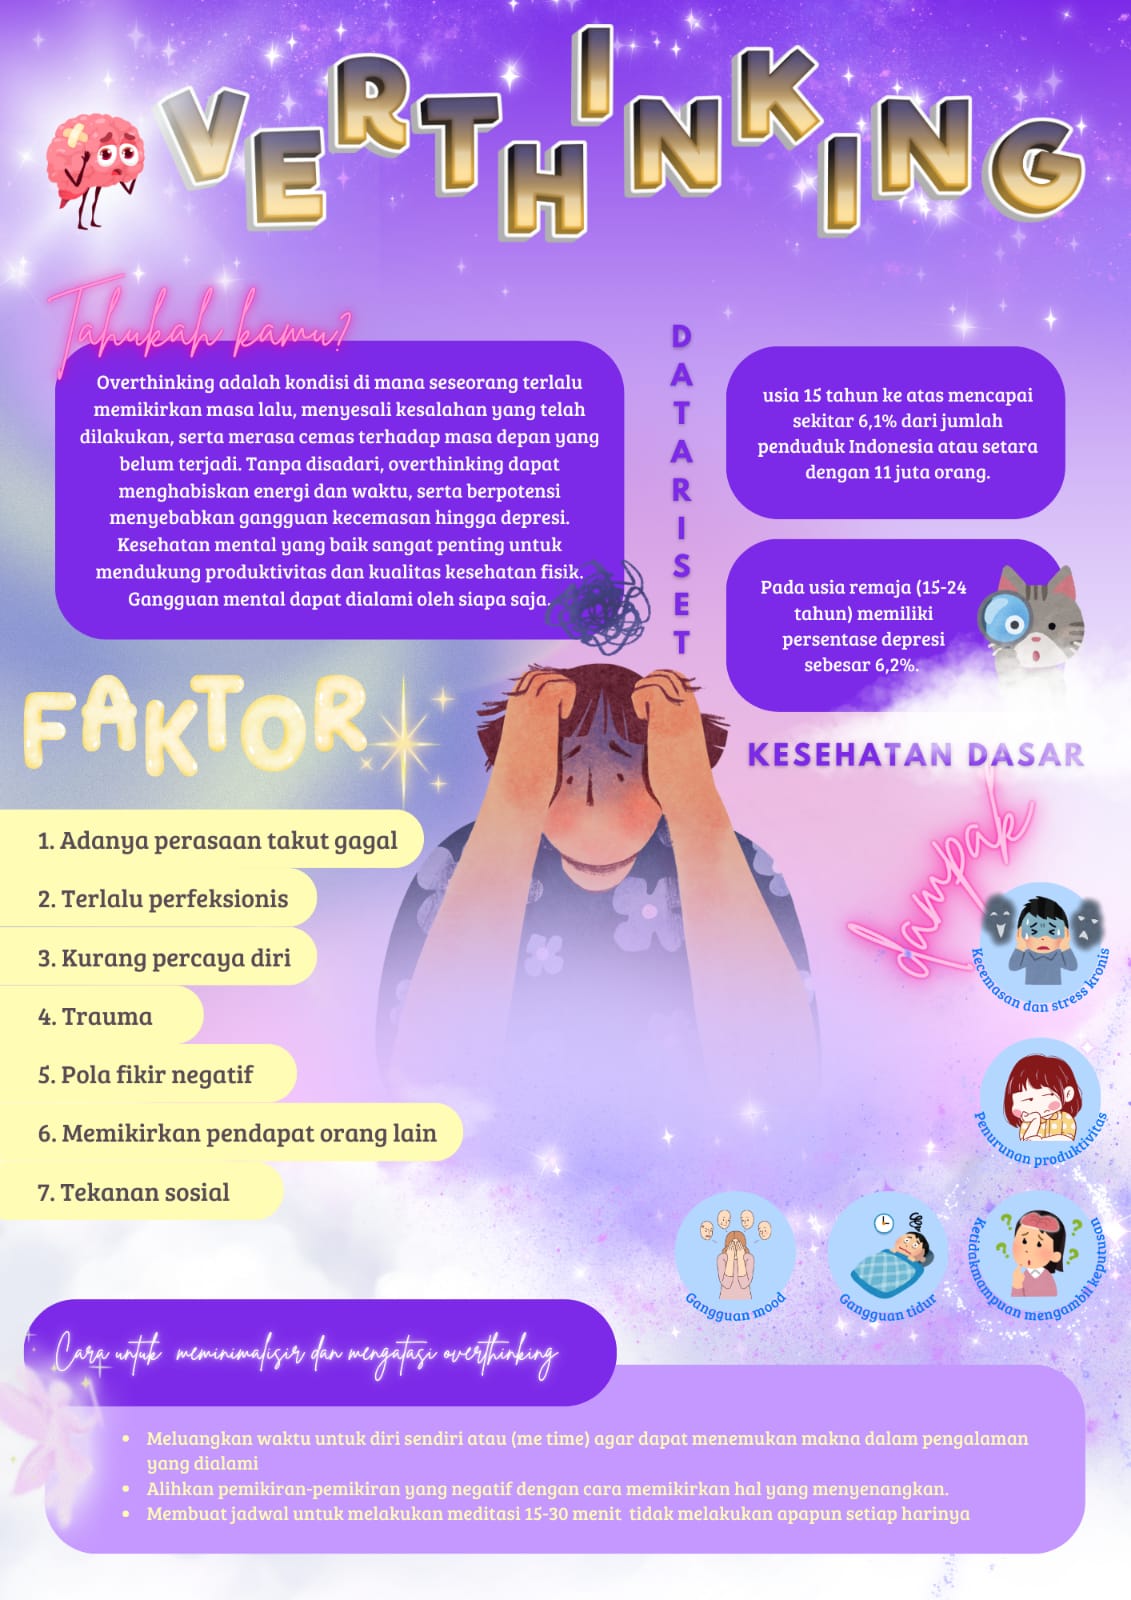 OVERTHINKING
Tahukah kamu?
Overthinking adalah kondisi di mana seseorang terlalu
memikirkan masa lalu, menyesali kesalahan yang telah
dilakukan, serta merasa cemas terhadap masa depan yang
belum terjadi. Tanpa disadari, overthinking dapat
menghabiskan energi dan waktu, serta berpotensi
menyebabkan gangguan kecemasan hingga depresi.
Kesehatan mental yang baik sangat penting untuk
mendukung produktivitas dan kualitas kesehatan fisik.
Gangguan mental dapat dialami oleh siapa saja.
DATA RISET
usia 15 tahun ke atas mencapai
sekitar 6,1% dari jumlah
penduduk Indonesia atau setara
dengan 11 juta orang.
Pada usia remaja (15-24
tahun) memiliki
persentase depresi
sebesar 6,2%.
KESEHATAN DASAR
FAKTOR
1. Adanya perasaan takut gagal
2. Terlalu perfeksionis
3. Kurang percaya diri
4. Trauma
5. Pola fikir negatif
6. Memikirkan pendapat orang lain
7. Tekanan sosial
dampak
Kecemasan dan stress kronis
Penurunan produktivitas
Ketidakmampuan mengambil keputusan
Gangguan tidur
Gangguan mood
Cara untuk meminimalisir dan mengatasi overthinking
• Meluangkan waktu untuk diri sendiri atau (me time) agar dapat menemukan makna dalam pengalaman
yang dialami
• Alihkan pemikiran-pemikiran yang negatif dengan cara memikirkan hal yang menyenangkan.
• Membuat jadwal untuk melakukan meditasi 15-30 menit tidak melakukan apapun setiap harinya